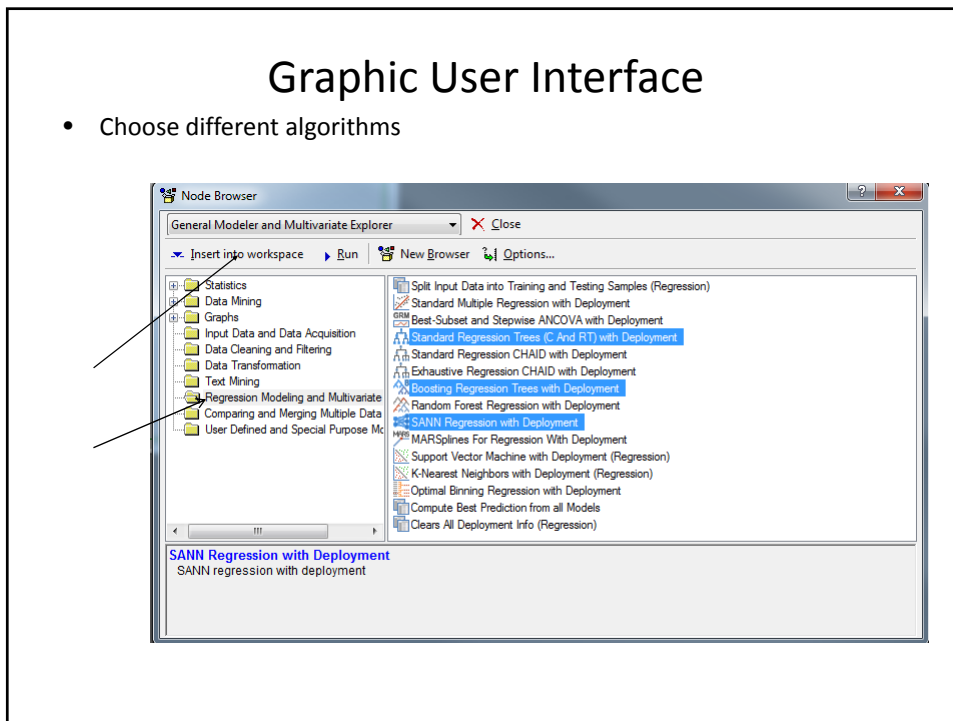 Graphic User Interface
• Choose different algorithms
Node Browser
General Modeler and Multivariate Explorer
Close
Insert into workspace
Run
New Browser
Options...
Statistics
Data Mining
Graphs
Input Data and Data Acquisition
Data Cleaning and Filtering
Data Transformation
Text Mining
Regression Modeling and Multivariate
Comparing and Merging Multiple Data
User Defined and Special Purpose Mc
Split Input Data into Training and Testing Samples (Regression)
Standard Multiple Regression with Deployment
GRM
Best-Subset and Stepwise ANCOVA with Deployment
Standard Regression Trees (C And RT) with Deployment
Standard Regression CHAID with Deployment
Exhaustive Regression CHAID with Deployment
Boosting Regression Trees with Deployment
Random Forest Regression with Deployment
SANN Regression with Deployment
MARS
MARSplines For Regression With Deployment
Support Vector Machine with Deployment (Regression)
K-Nearest Neighbors with Deployment (Regression)
Optimal Binning Regression with Deployment
Compute Best Prediction from all Models
Clears All Deployment Info (Regression)
SANN Regression with Deployment
SANN regression with deployment